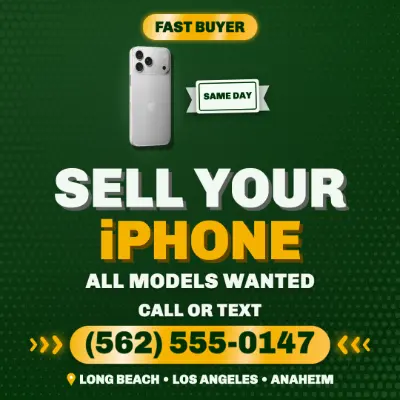 FAST BUYER
SAME DAY
SELL YOUR
iPHONE
ALL MODELS WANTED
CALL OR TEXT
(562) 555-0147
LONG BEACH • LOS ANGELES • ANAHEIM